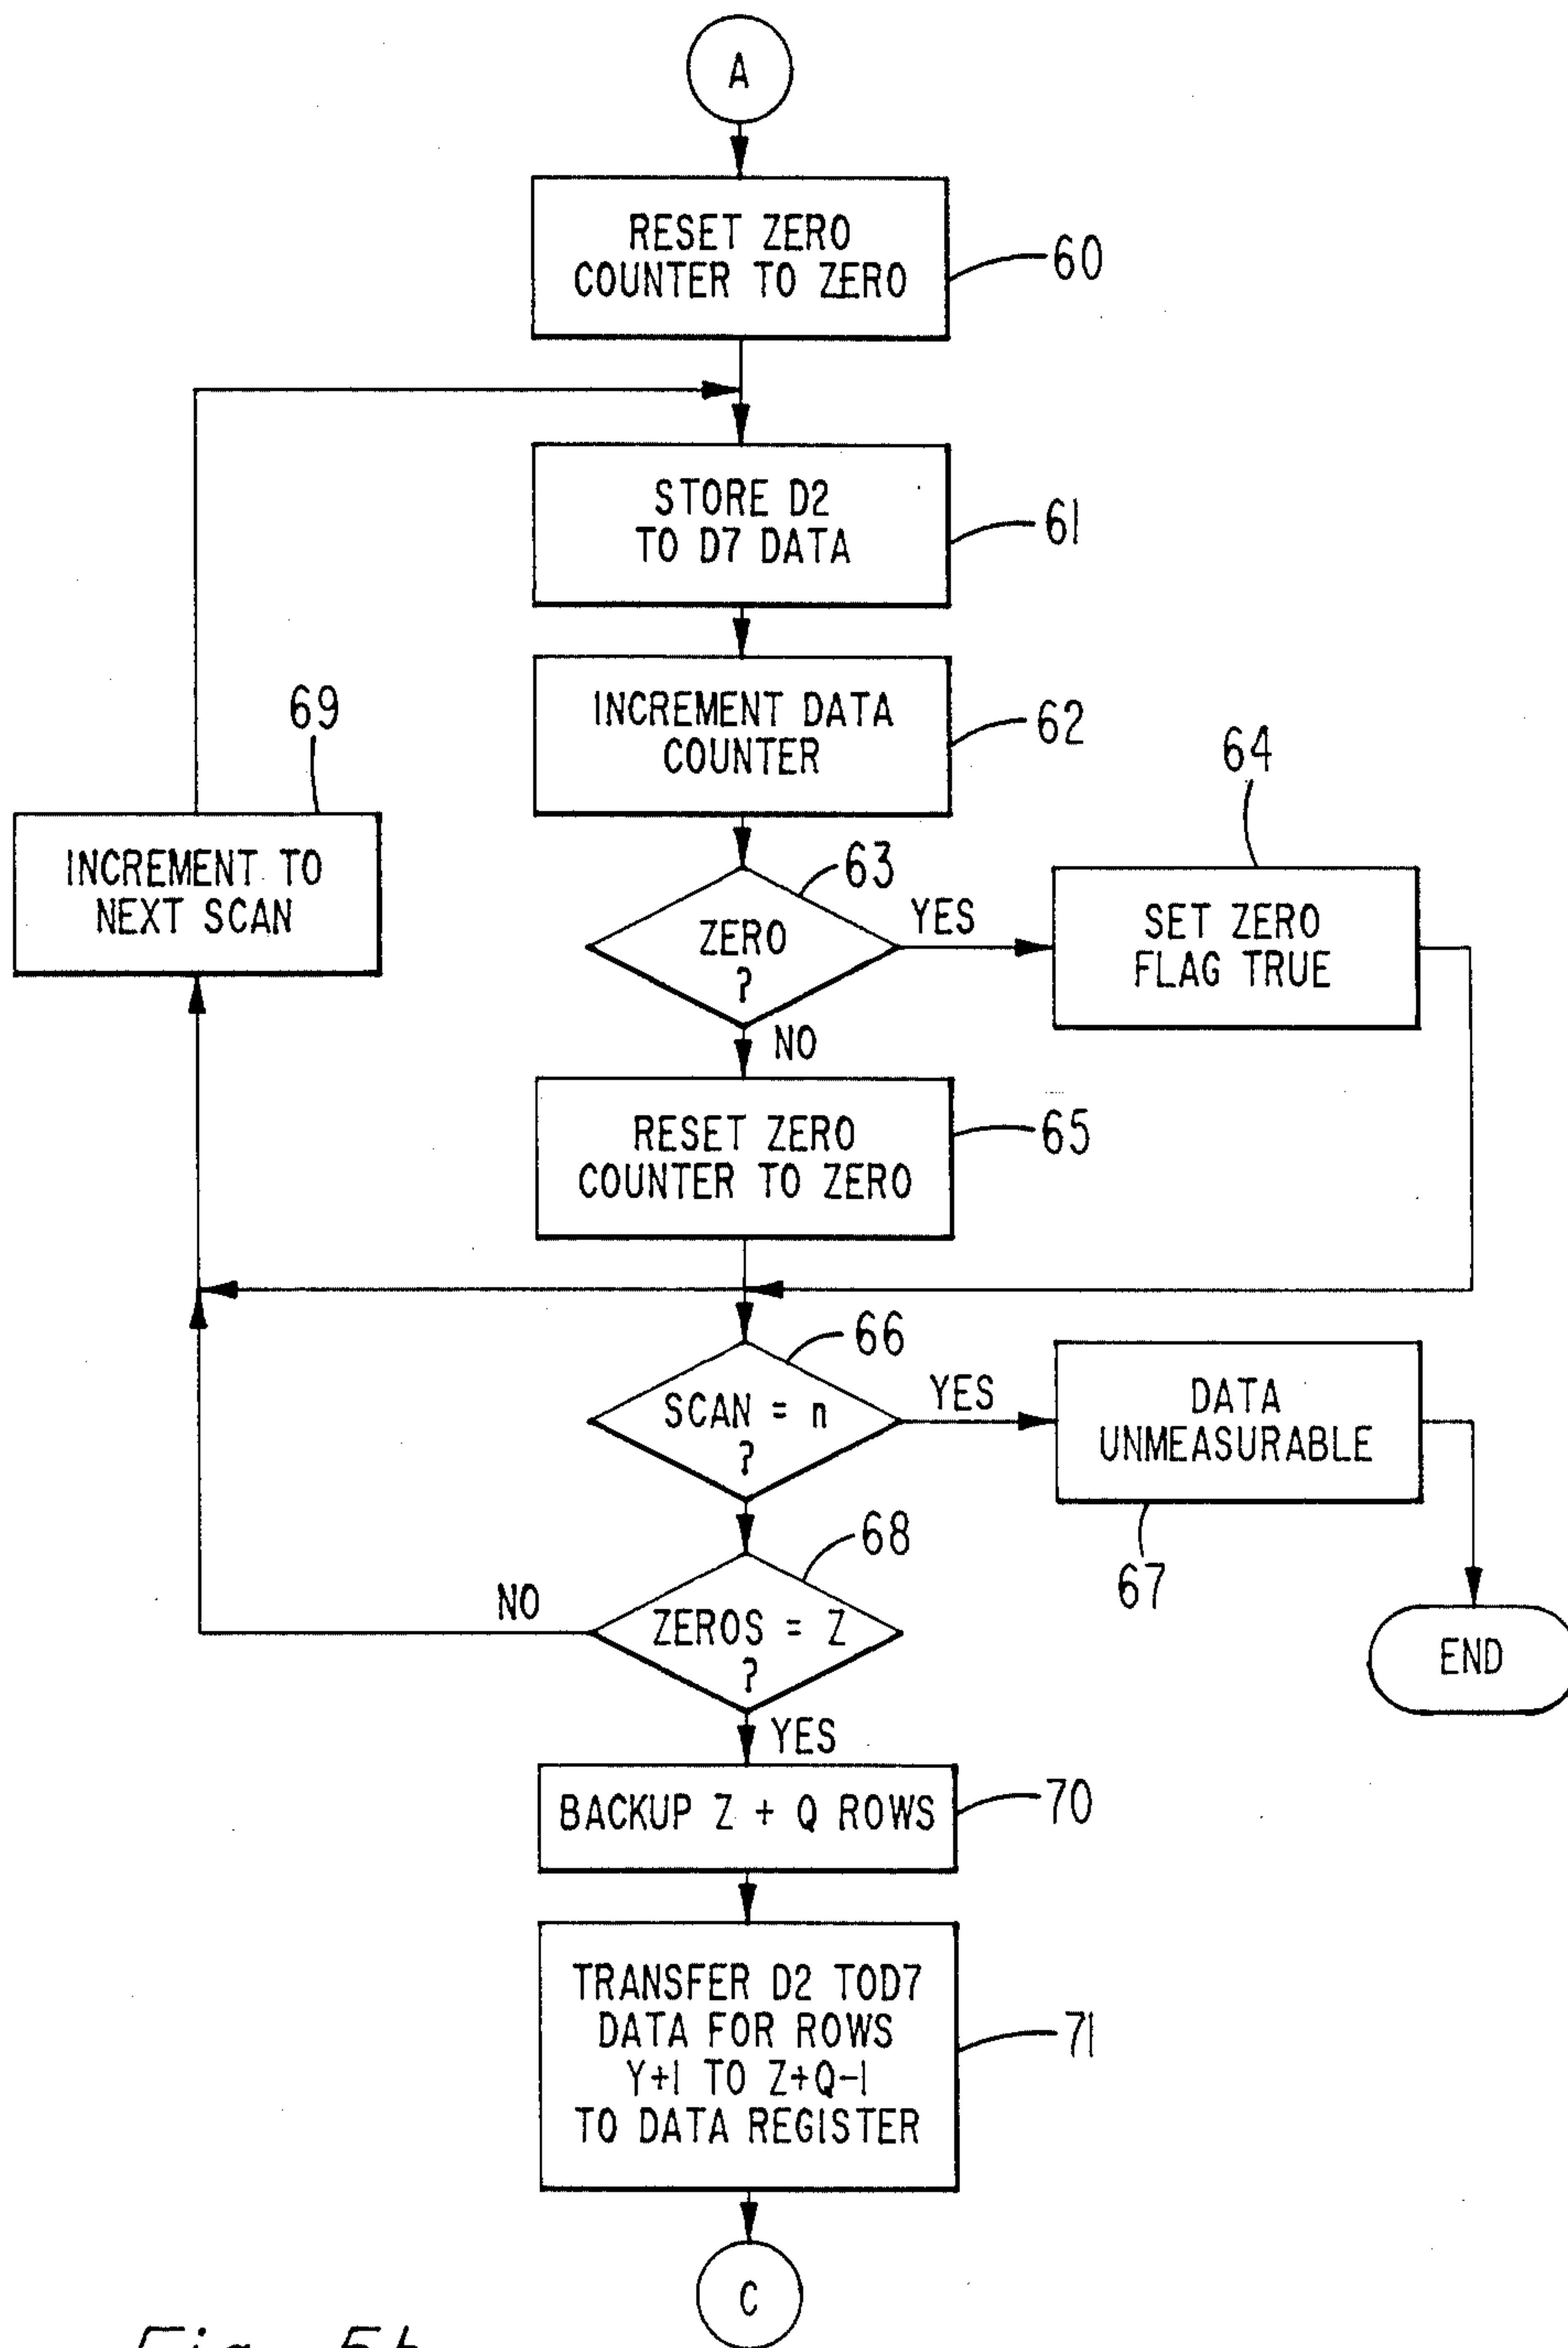 A
RESET ZERO
COUNTER TO ZERO
60
STORE D2
TO D7 DATA
61
INCREMENT DATA
COUNTER
62
69
INCREMENT TO
NEXT SCAN
63
ZERO
?
YES
64
SET ZERO
FLAG TRUE
NO
RESET ZERO
COUNTER TO ZERO
65
66
SCAN = n
?
YES
DATA
UNMEASURABLE
67
END
68
ZEROS = Z
?
NO
YES
BACKUP Z + Q ROWS
70
TRANSFER D2 TOD7
DATA FOR ROWS
Y+1 TO Z+Q-1
TO DATA REGISTER
71
C
Fig. 5b